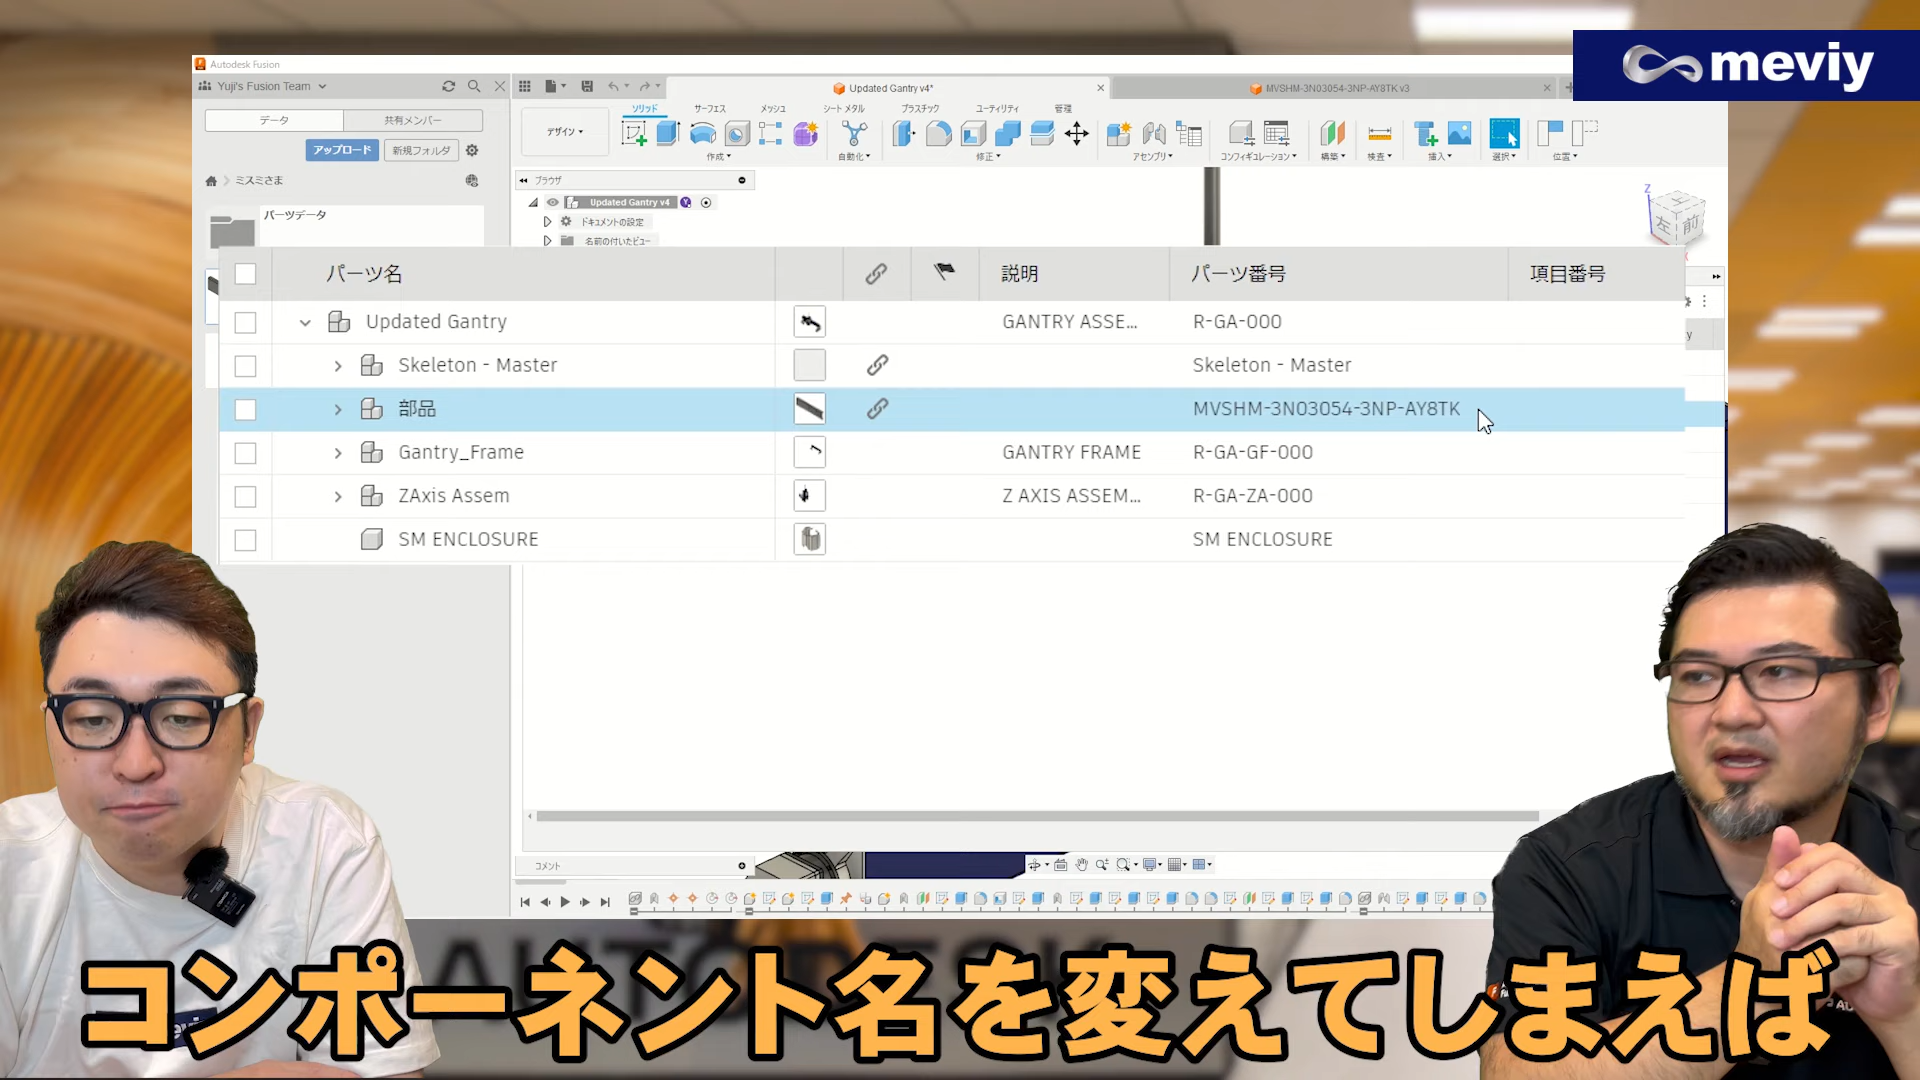 meviy
Autodesk Fusion
Yuji's Fusion Team
データ
共有メンバー
アップロード
新規フォルダ
ミスミさま
パーツデータ
Updated Gantry v4*
MVSHM-3N03054-3NP-AY8TK v3
デザイン
ソリッド
サーフェス
メッシュ
シート メタル
プラスチック
ユーティリティ
管理
作成
自動化
修正
アセンブリ
コンフィギュレーション
構築
検査
挿入
選択
位置
ブラウザ
Updated Gantry v4
ドキュメントの設定
名前の付いたビュー
Z
上
左
前
パーツ名
説明
パーツ番号
項目番号
Updated Gantry
GANTRY ASSE...
R-GA-000
Skeleton - Master
Skeleton - Master
部品
MVSHM-3N03054-3NP-AY8TK
Gantry_Frame
GANTRY FRAME
R-GA-GF-000
ZAxis Assem
Z AXIS ASSEM...
R-GA-ZA-000
SM ENCLOSURE
SM ENCLOSURE
コメント
コンポーネント名を変えてしまえば